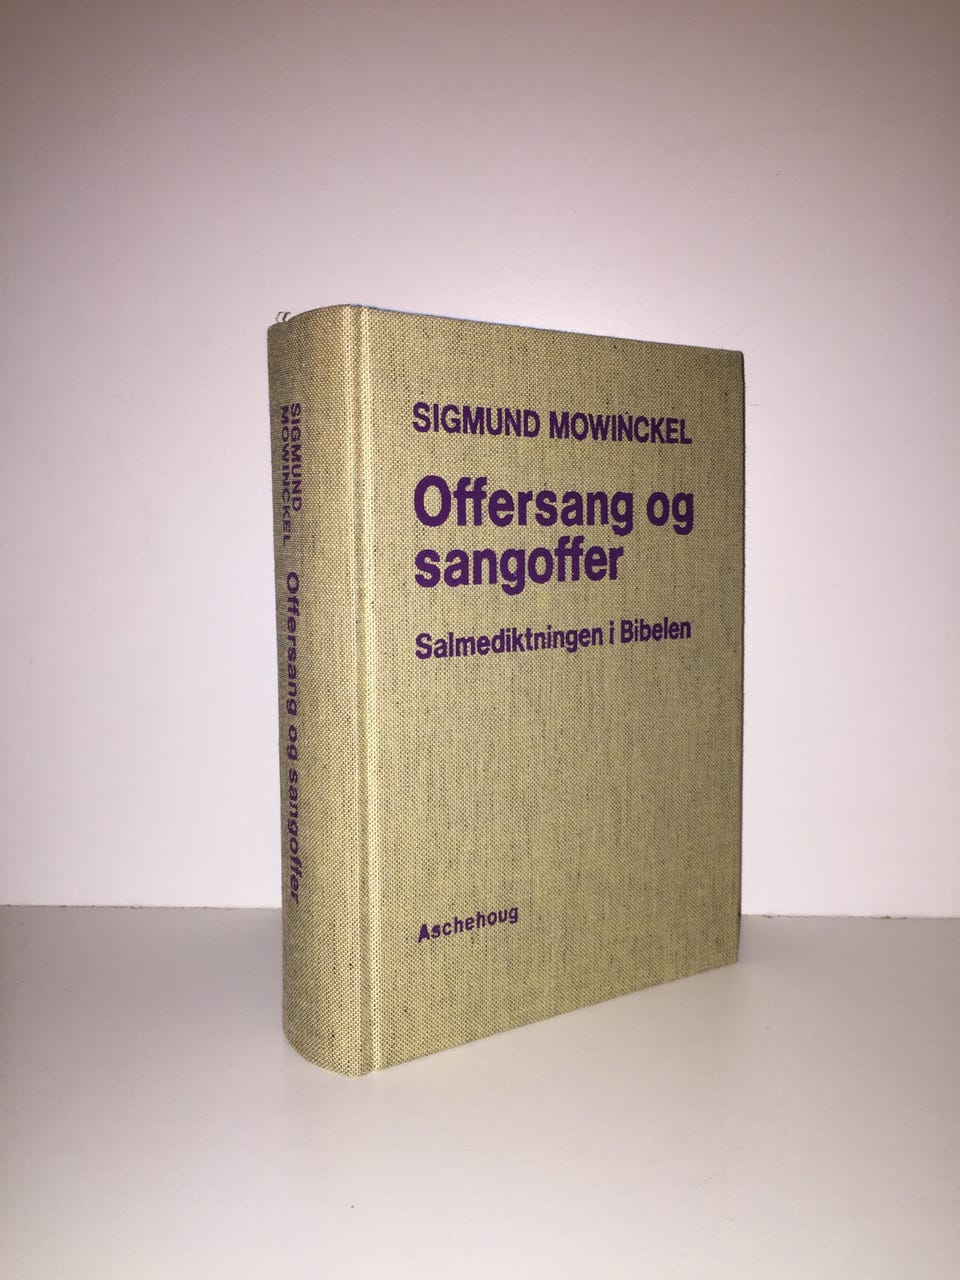 SIGMUND MOWINCKEL
Offersang og
sangoffer
Salmediktningen i Bibelen
Aschehoug
SIGMUND
MOWINCKEL
Offersang og sangoffer